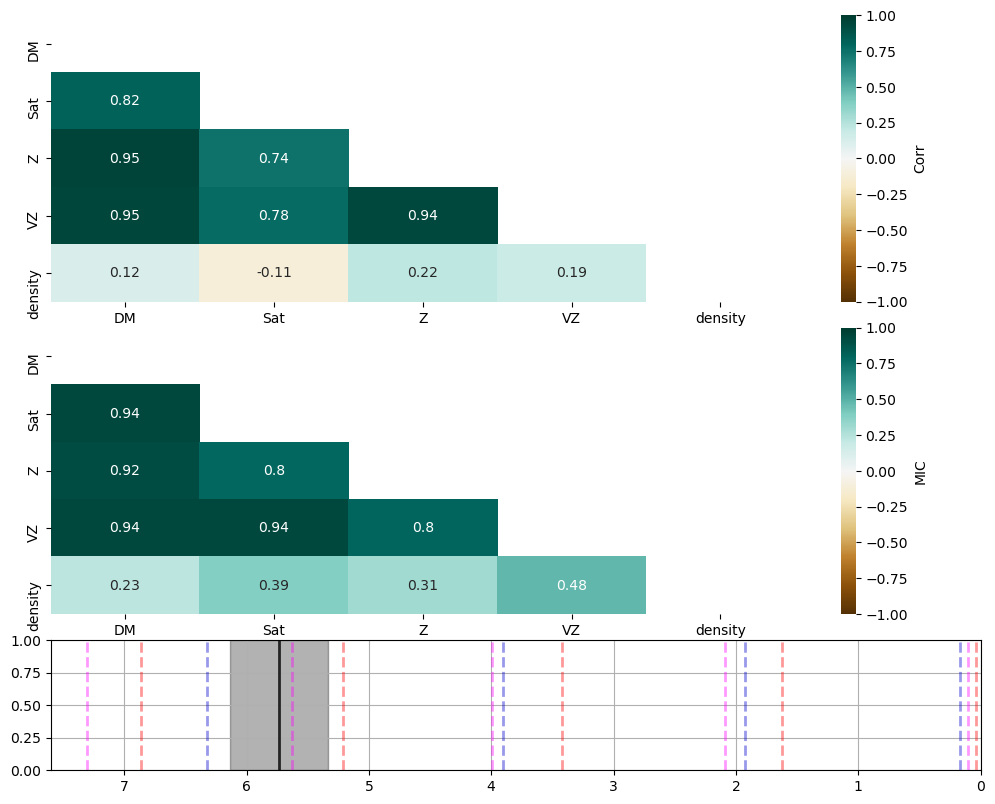 DM
Sat
Z
VZ
density
0.82
0.95 0.74
0.95 0.78 0.94
0.12 -0.11 0.22 0.19
DM Sat Z VZ density
1.00
0.75
0.50
0.25
0.00
−0.25
−0.50
−0.75
−1.00
Corr
DM
Sat
Z
VZ
density
0.94
0.92 0.8
0.94 0.94 0.8
0.23 0.39 0.31 0.48
DM Sat Z VZ density
1.00
0.75
0.50
0.25
0.00
−0.25
−0.50
−0.75
−1.00
MIC
1.00
0.75
0.50
0.25
0.00
7 6 5 4 3 2 1 0